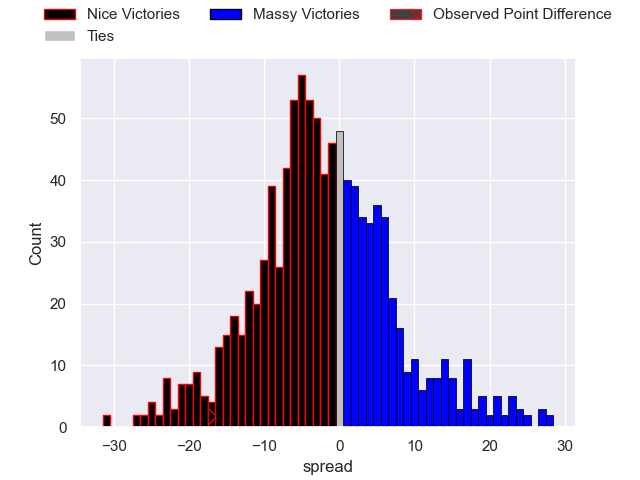 Nice Victories
Massy Victories
Observed Point Difference
Ties
Count
50
40
30
20
10
0
−30
−20
−10
0
10
20
30
spread